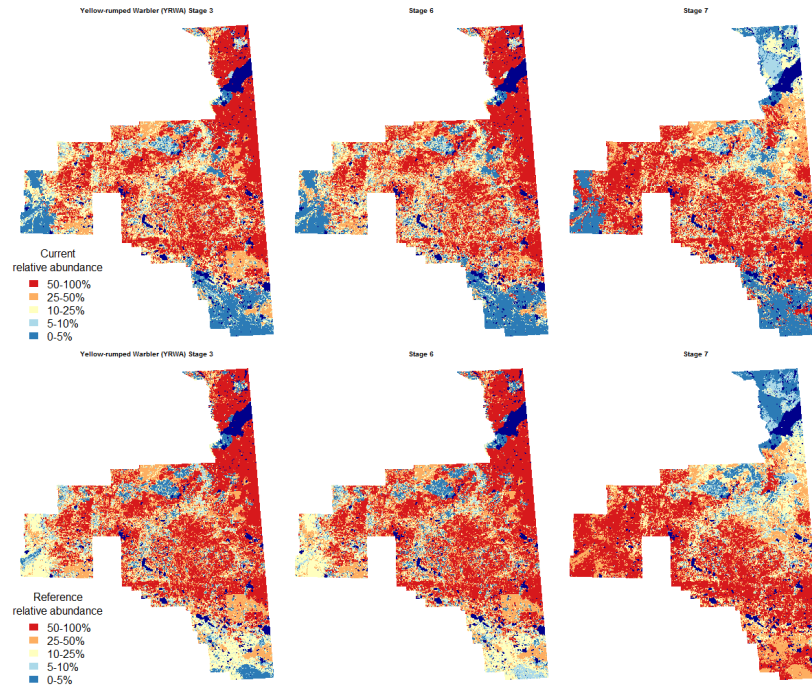 Yellow-rumped Warbler (YRWA) Stage 3
Stage 6
Stage 7
Current
relative abundance
50-100%
25-50%
10-25%
5-10%
0-5%
Yellow-rumped Warbler (YRWA) Stage 3
Stage 6
Stage 7
Reference
relative abundance
50-100%
25-50%
10-25%
5-10%
0-5%